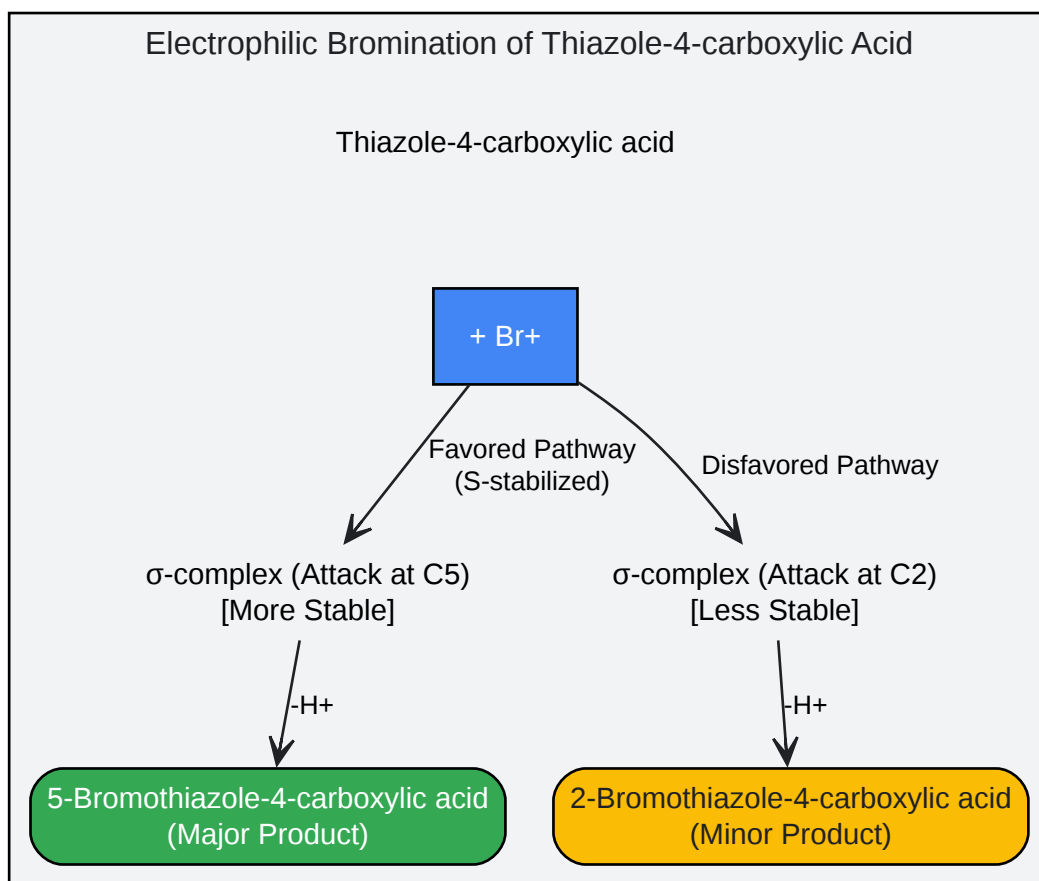 Electrophilic Bromination of Thiazole-4-carboxylic Acid
Thiazole-4-carboxylic acid
+ Br+
Favored Pathway
(S-stabilized)
Disfavored Pathway
σ-complex (Attack at C5)
[More Stable]
σ-complex (Attack at C2)
[Less Stable]
-H+
-H+
5-Bromothiazole-4-carboxylic acid
(Major Product)
2-Bromothiazole-4-carboxylic acid
(Minor Product)